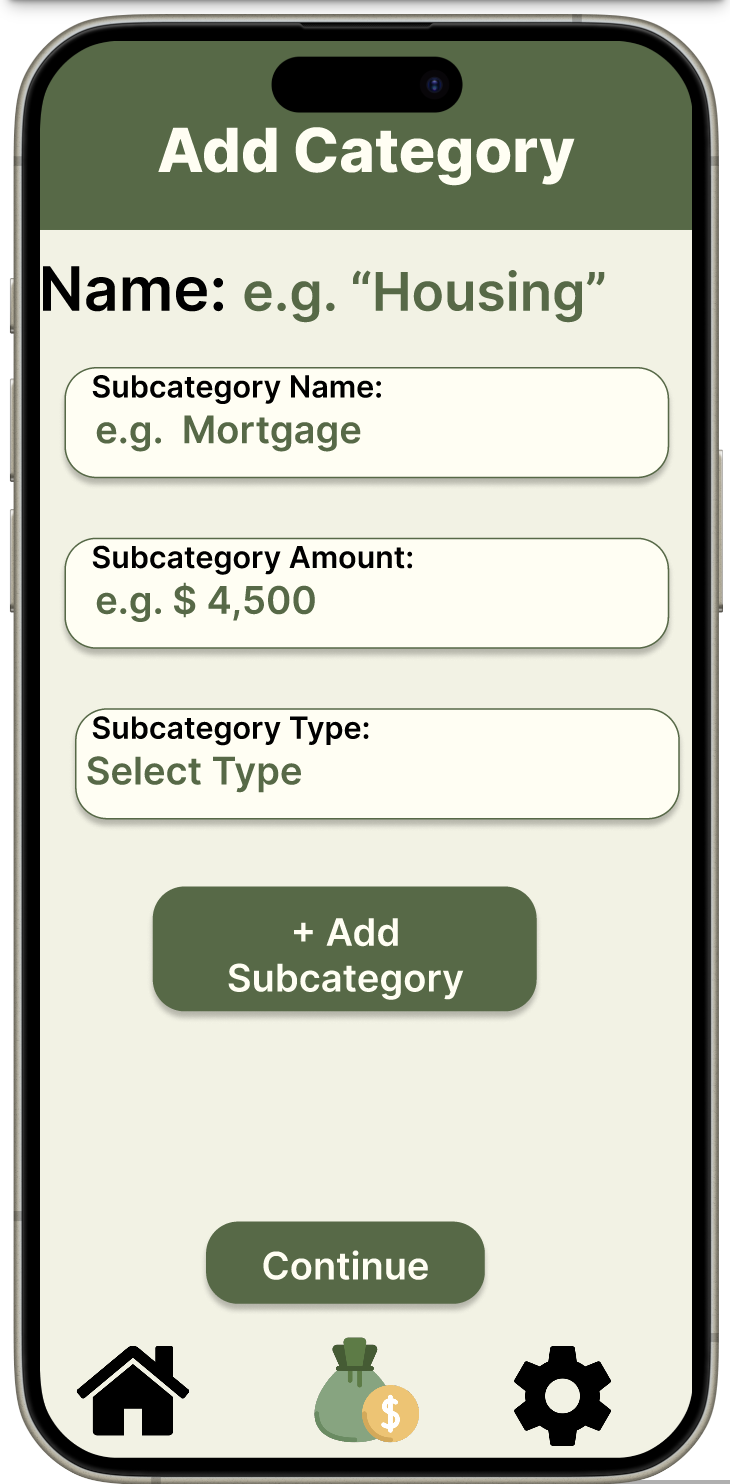 Add Category
Name: e.g. “Housing”
Subcategory Name:
e.g.  Mortgage
Subcategory Amount:
e.g. $ 4,500
Subcategory Type:
Select Type
+ Add
Subcategory
Continue
$